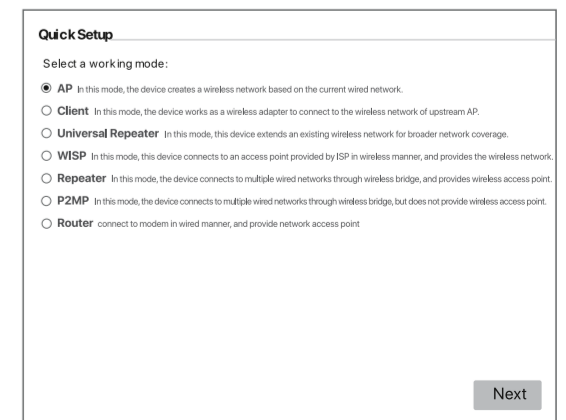 Quick Setup
Select a working mode:
AP In this mode, the device creates a wireless network based on the current wired network.
Client In this mode, the device works as a wireless adapter to connect to the wireless network of upstream AP.
Universal Repeater In this mode, this device extends an existing wireless network for broader network coverage.
WISP In this mode, this device connects to an access point provided by ISP in wireless manner, and provides the wireless network.
Repeater In this mode, the device connects to multiple wired networks through wireless bridge, and provides wireless access point.
P2MP In this mode, the device connects to multiple wired networks through wireless bridge, but does not provide wireless access point.
Router connect to modem in wired manner, and provide network access point
Next